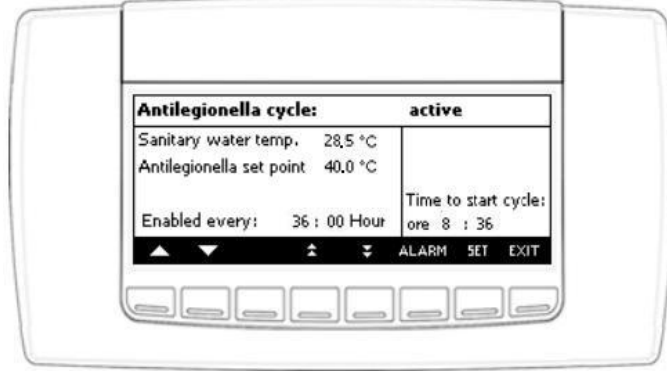 Antilegionella cycle: active
Sanitary water temp. 28.5 °C
Antilegionella set point 40.0 °C
Time to start cycle:
Enabled every: 36 : 00 Hour ore 8 : 36
ALARM SET EXIT